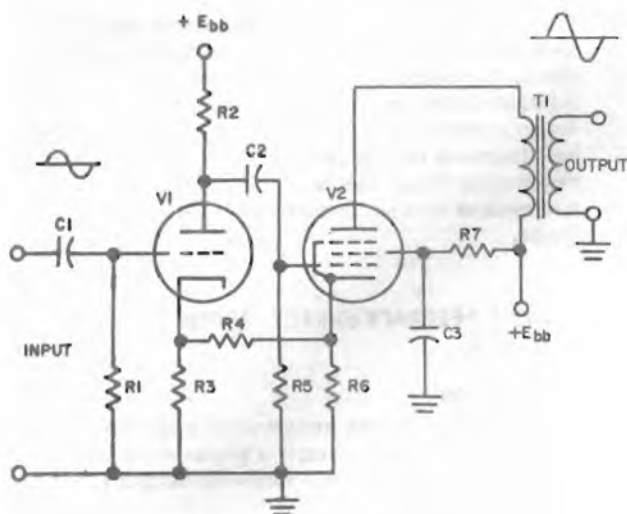 + Ebb
R2
T1
C2
V1
V2
OUTPUT
C1
R7
R4
C3
+Ebb
INPUT
R1
R3
R5
R6